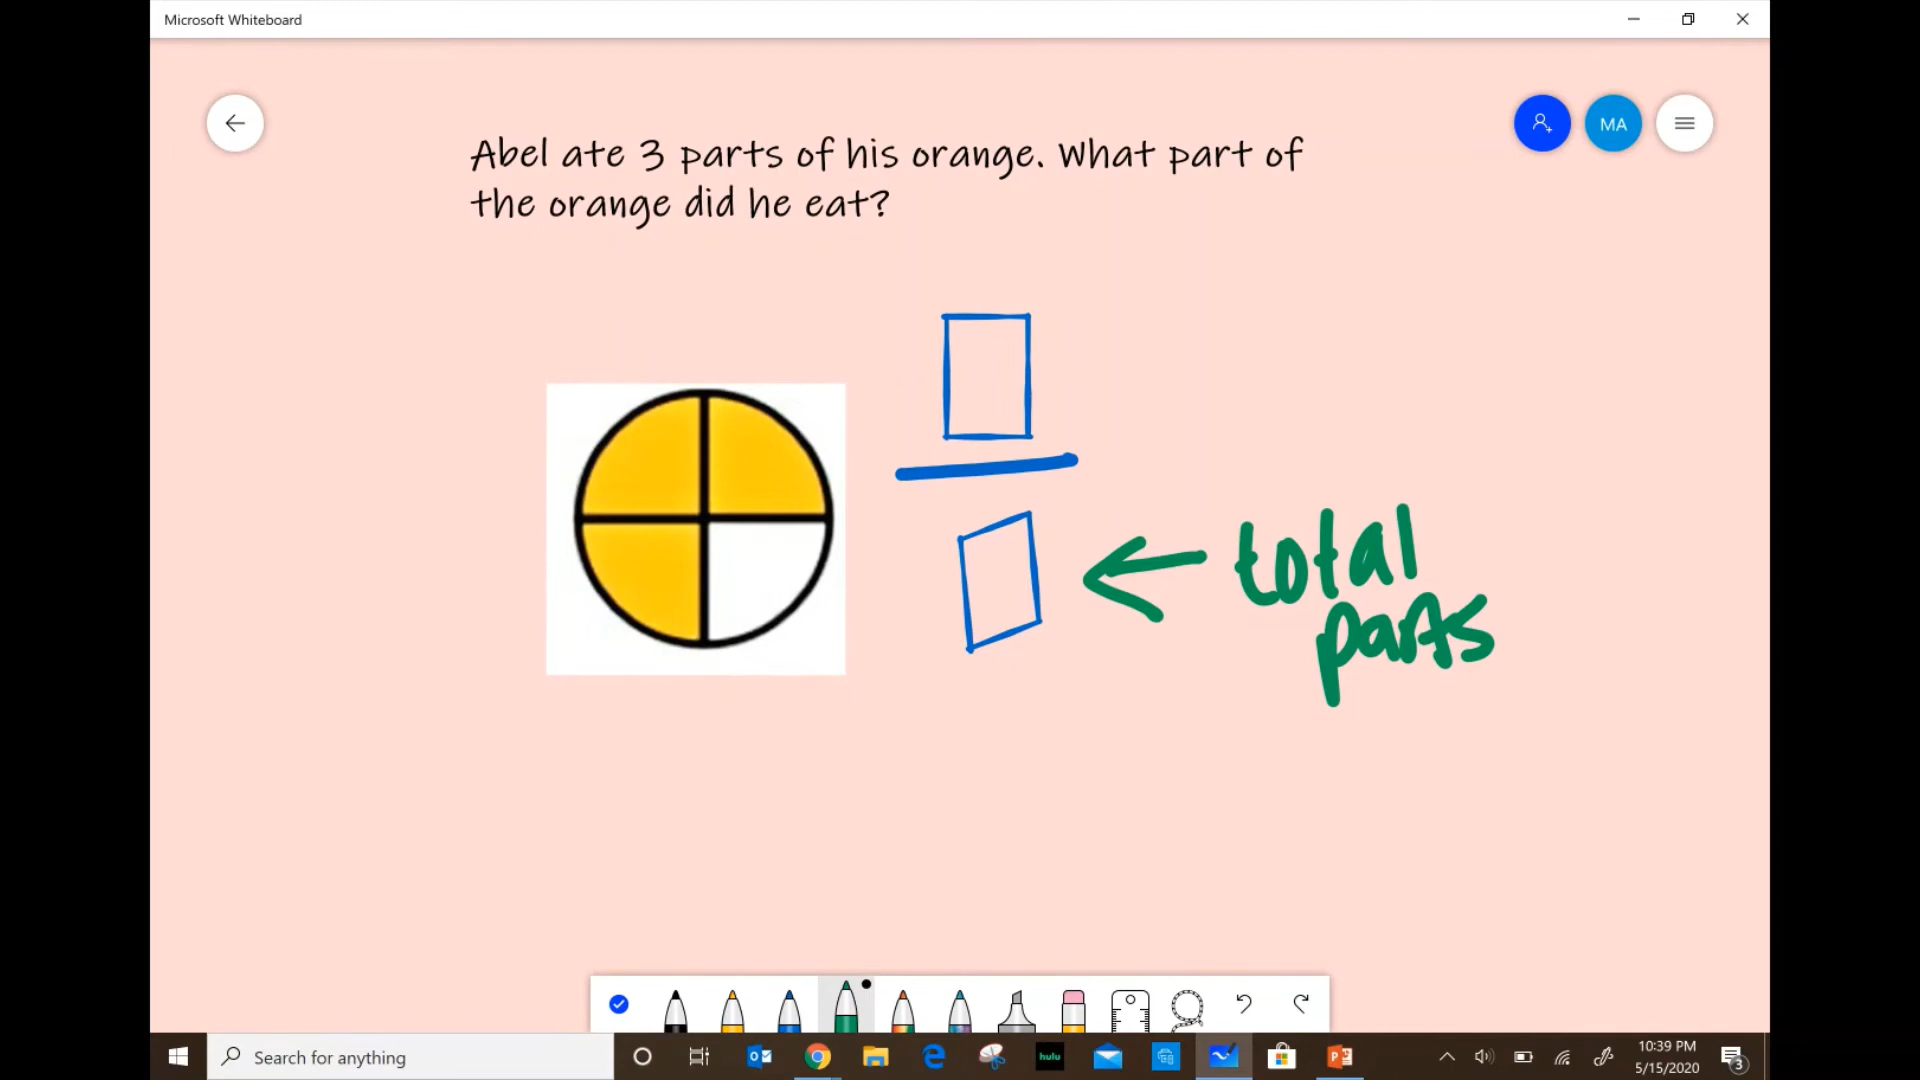 Microsoft Whiteboard
MA
Abel ate 3 parts of his orange. What part of
the orange did he eat?
total
parts
Search for anything
hulu
10:39 PM
5/15/2020
3